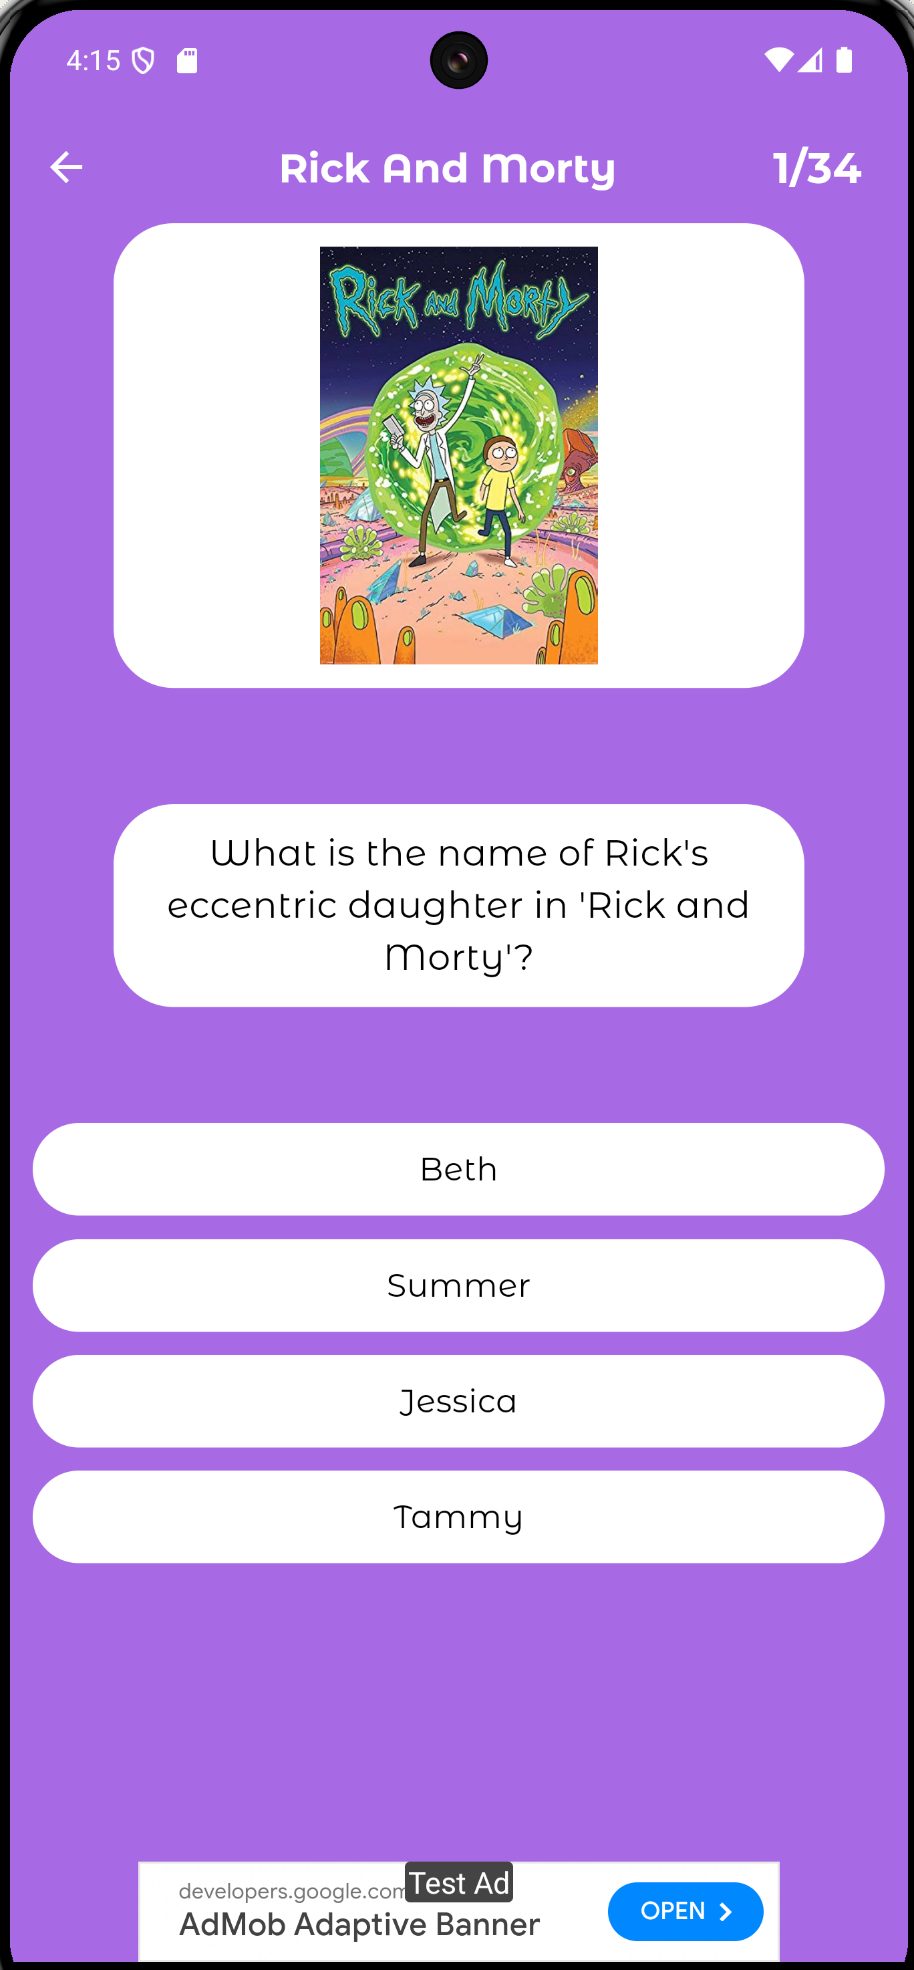 4:15
Rick And Morty 1/34
Rick and Morty
What is the name of Rick's
eccentric daughter in 'Rick and
Morty'?
Beth
Summer
Jessica
Tammy
Test Ad
developers.google.com
AdMob Adaptive Banner
OPEN